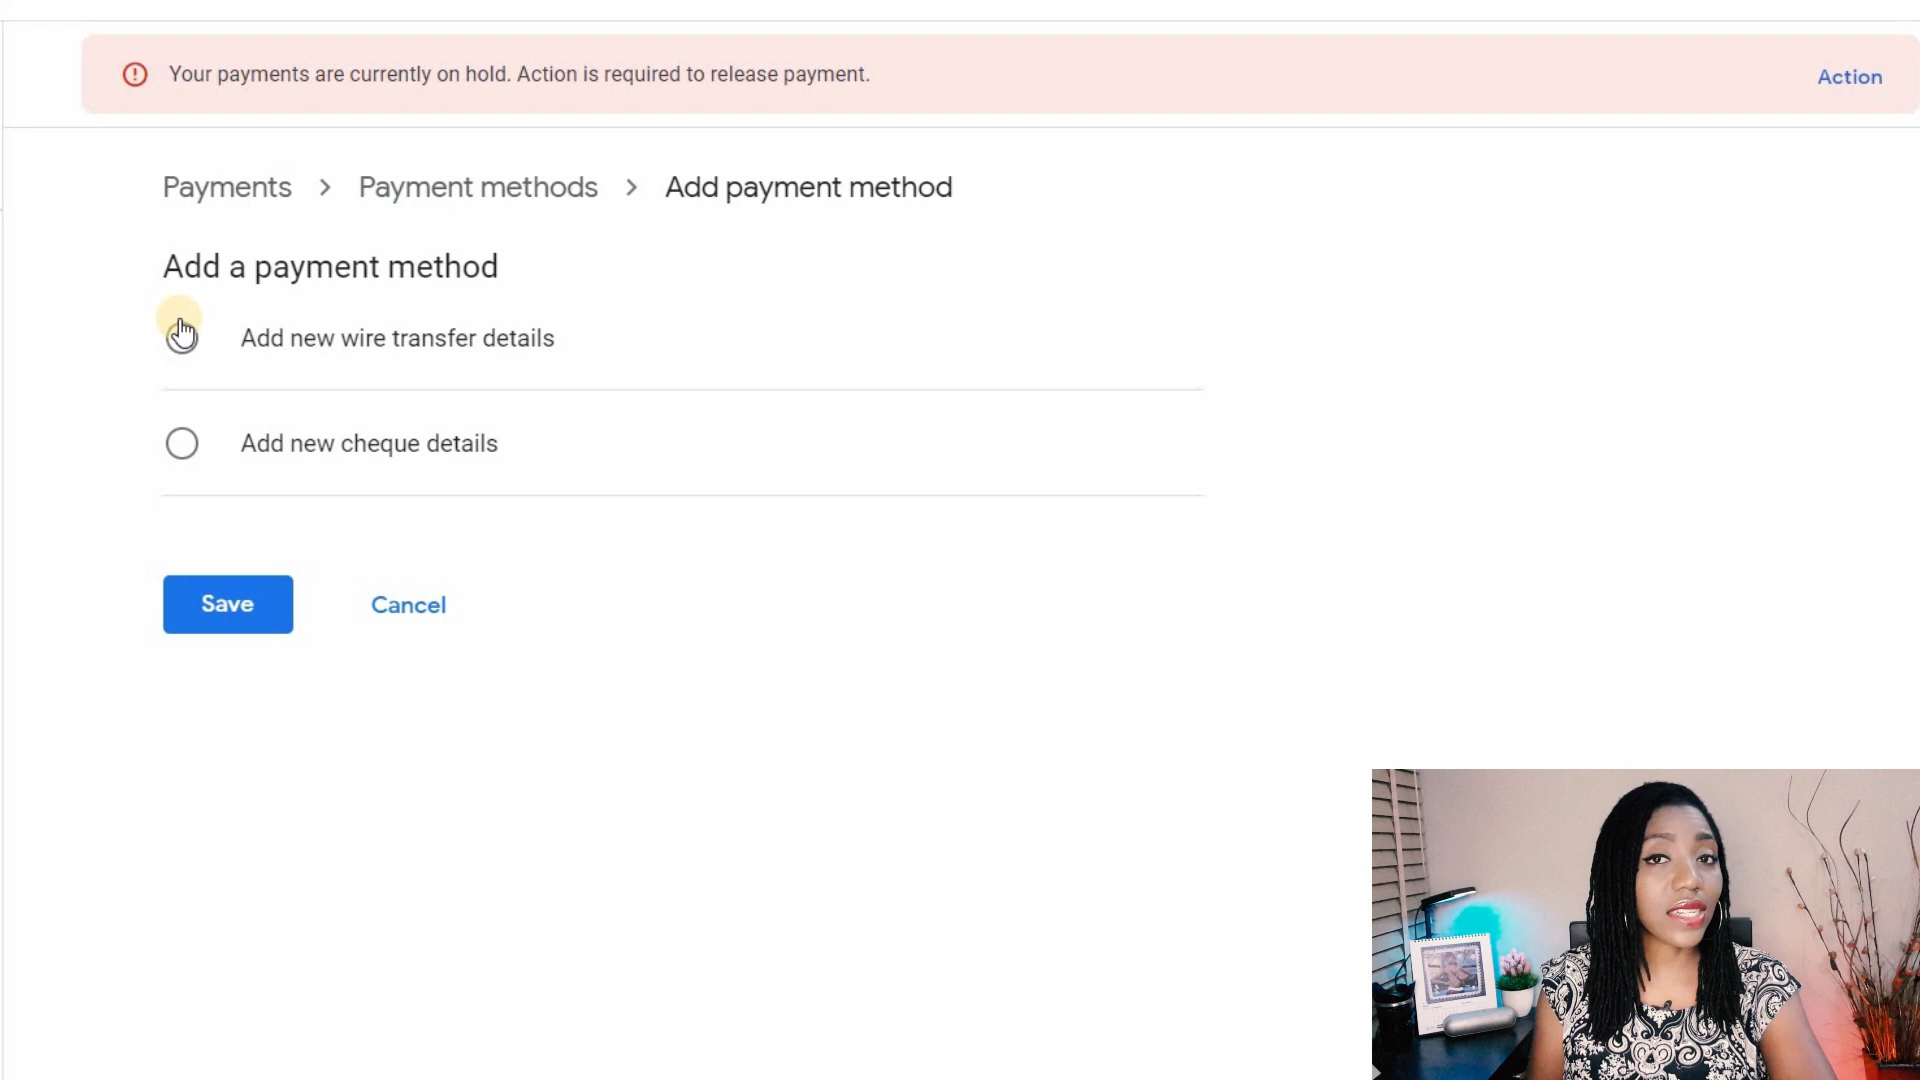 Your payments are currently on hold. Action is required to release payment.
Action
Payments > Payment methods > Add payment method
Add a payment method
Add new wire transfer details
Add new cheque details
Save
Cancel